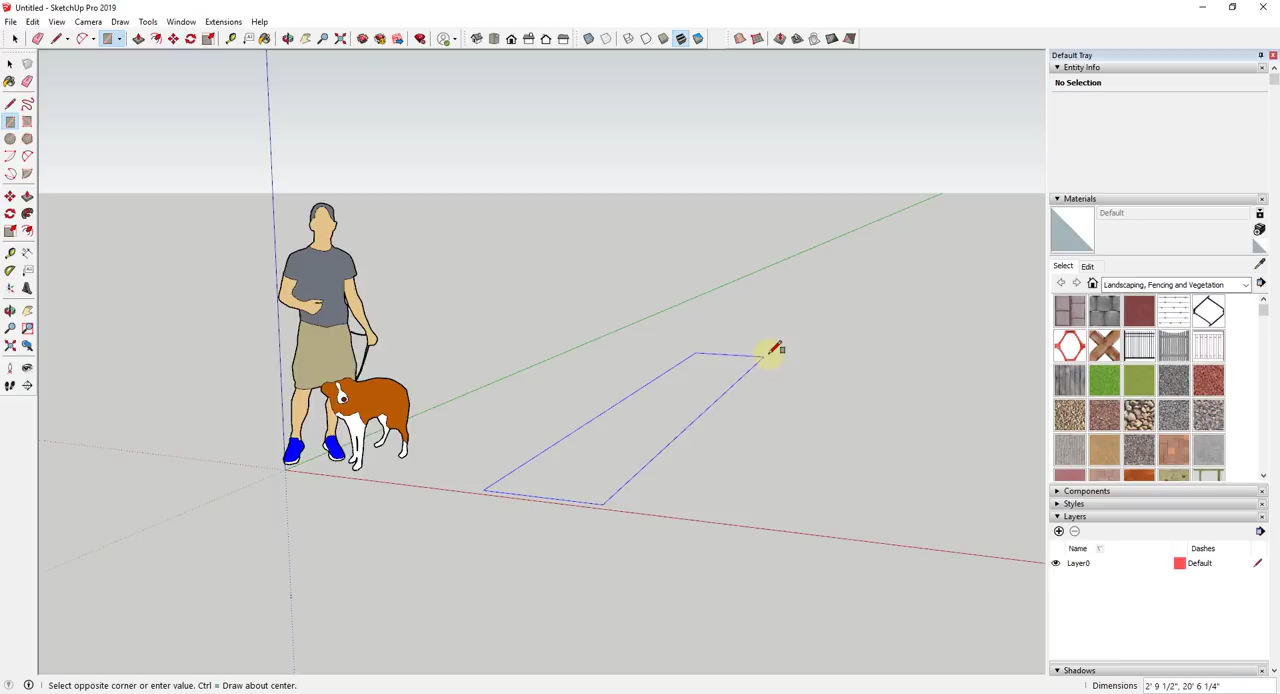 Untitled - SketchUp Pro 2019
File Edit View Camera Draw Tools Window Extensions Help
Default Tray
Entity Info
No Selection
Materials
Default
Select Edit
Landscaping, Fencing and Vegetation
Components
Styles
Layers
Name Dashes
Layer0 Default
Shadows
Select opposite corner or enter value. Ctrl = Draw about center.
Dimensions 2' 9 1/2", 20' 6 1/4"